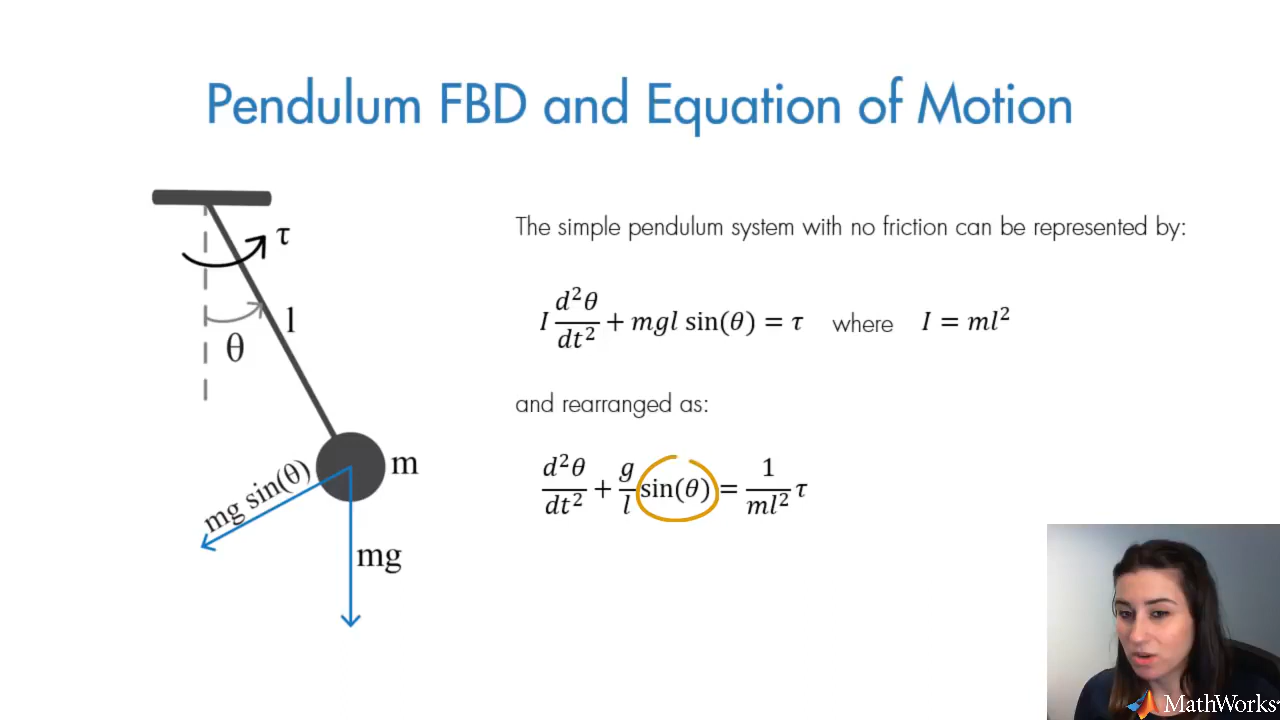 Pendulum FBD and Equation of Motion
τ
The simple pendulum system with no friction can be represented by:
l
θ
I d²θ/dt² + mgl sin(θ) = τ where I = ml²
and rearranged as:
mg sin(θ)
m
d²θ/dt² + g/l sin(θ) = 1/ml² τ
mg
MathWorks